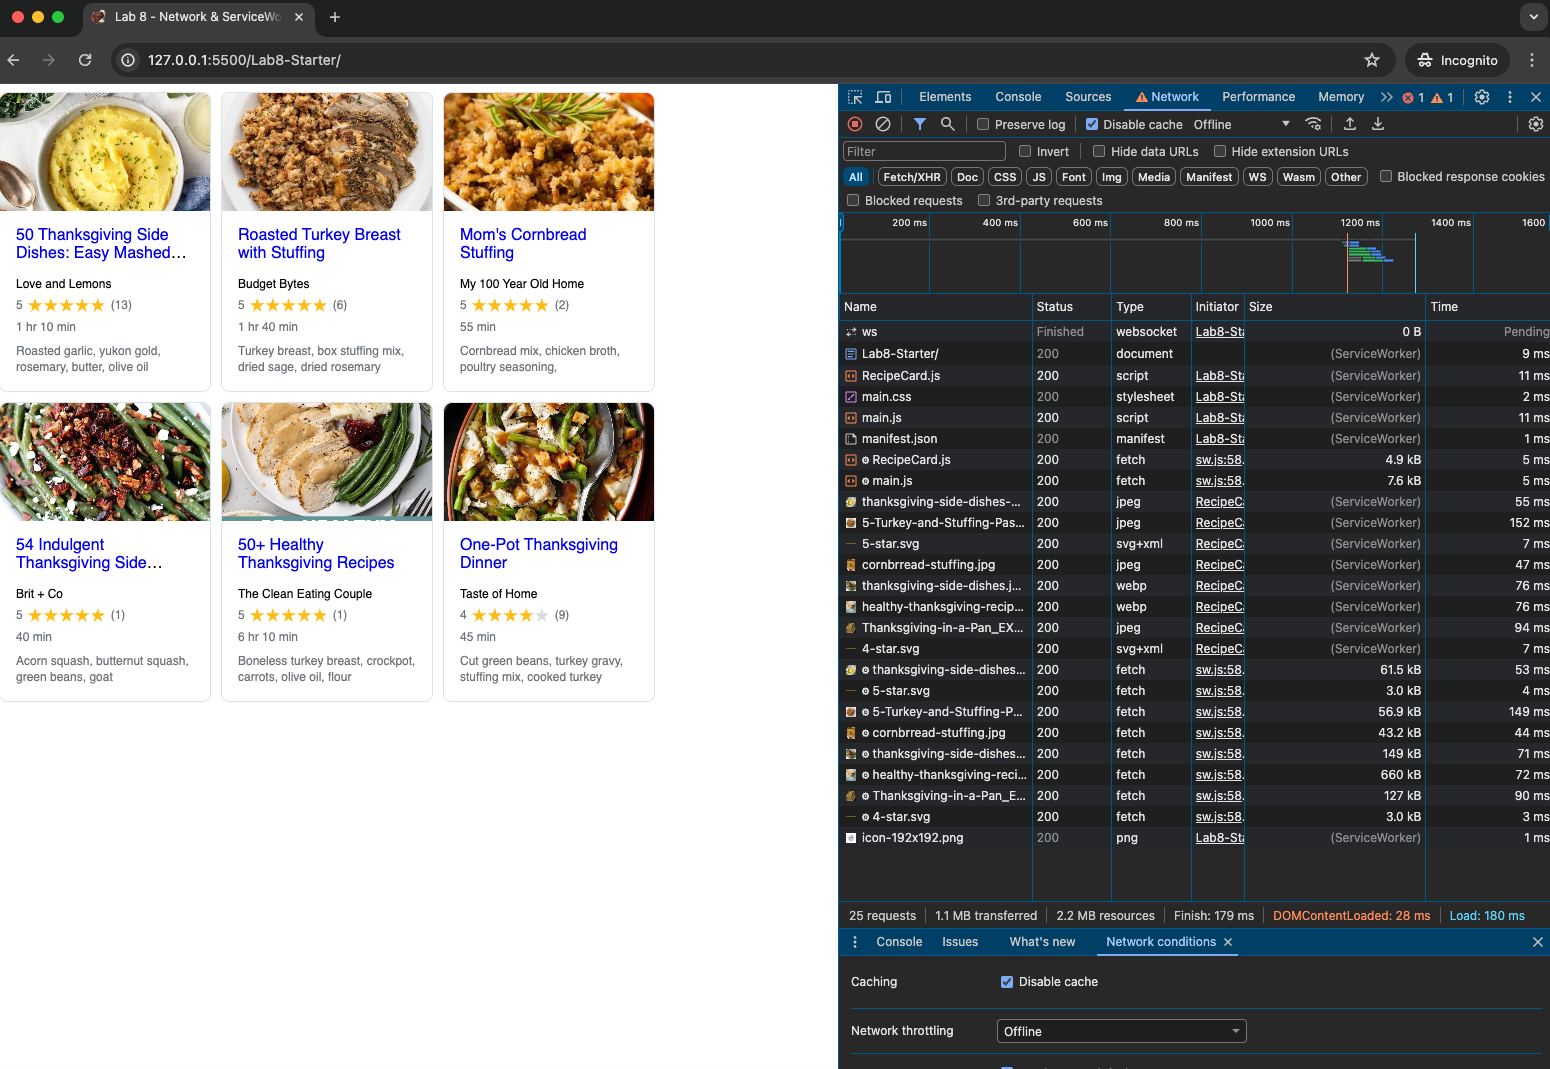 Lab 8 - Network & ServiceWo
127.0.0.1:5500/Lab8-Starter/
Incognito
50 Thanksgiving Side
Dishes: Easy Mashed…
Love and Lemons
5 (13)
1 hr 10 min
Roasted garlic, yukon gold,
rosemary, butter, olive oil
Roasted Turkey Breast
with Stuffing
Budget Bytes
5 (6)
1 hr 40 min
Turkey breast, box stuffing mix,
dried sage, dried rosemary
Mom's Cornbread
Stuffing
My 100 Year Old Home
5 (2)
55 min
Cornbread mix, chicken broth,
poultry seasoning,
54 Indulgent
Thanksgiving Side…
Brit + Co
5 (1)
40 min
Acorn squash, butternut squash,
green beans, goat
50+ Healthy
Thanksgiving Recipes
The Clean Eating Couple
5 (1)
6 hr 10 min
Boneless turkey breast, crockpot,
carrots, olive oil, flour
One-Pot Thanksgiving
Dinner
Taste of Home
4 (9)
45 min
Cut green beans, turkey gravy,
stuffing mix, cooked turkey
Elements Console Sources Network Performance Memory 1 1
Preserve log Disable cache Offline
Filter Invert Hide data URLs Hide extension URLs
All Fetch/XHR Doc CSS JS Font Img Media Manifest WS Wasm Other Blocked response cookies
Blocked requests 3rd-party requests
200 ms 400 ms 600 ms 800 ms 1000 ms 1200 ms 1400 ms 1600
Name Status Type Initiator Size Time
ws Finished websocket Lab8-Sta 0 B Pending
Lab8-Starter/ 200 document (ServiceWorker) 9 ms
RecipeCard.js 200 script Lab8-Sta (ServiceWorker) 11 ms
main.css 200 stylesheet Lab8-Sta (ServiceWorker) 2 ms
main.js 200 script Lab8-Sta (ServiceWorker) 11 ms
manifest.json 200 manifest Lab8-Sta (ServiceWorker) 1 ms
RecipeCard.js 200 fetch sw.js:58 4.9 kB 5 ms
main.js 200 fetch sw.js:58 7.6 kB 5 ms
thanksgiving-side-dishes-... 200 jpeg RecipeC (ServiceWorker) 55 ms
5-Turkey-and-Stuffing-Pas... 200 jpeg RecipeC (ServiceWorker) 152 ms
5-star.svg 200 svg+xml RecipeC (ServiceWorker) 7 ms
cornbrread-stuffing.jpg 200 jpeg RecipeC (ServiceWorker) 47 ms
thanksgiving-side-dishes.j... 200 webp RecipeC (ServiceWorker) 76 ms
healthy-thanksgiving-recip... 200 webp RecipeC (ServiceWorker) 76 ms
Thanksgiving-in-a-Pan_EX... 200 jpeg RecipeC (ServiceWorker) 94 ms
4-star.svg 200 svg+xml RecipeC (ServiceWorker) 7 ms
thanksgiving-side-dishes... 200 fetch sw.js:58 61.5 kB 53 ms
5-star.svg 200 fetch sw.js:58 3.0 kB 4 ms
5-Turkey-and-Stuffing-P... 200 fetch sw.js:58 56.9 kB 149 ms
cornbrread-stuffing.jpg 200 fetch sw.js:58 43.2 kB 44 ms
thanksgiving-side-dishes... 200 fetch sw.js:58 149 kB 71 ms
healthy-thanksgiving-reci... 200 fetch sw.js:58 660 kB 72 ms
Thanksgiving-in-a-Pan_E... 200 fetch sw.js:58 127 kB 90 ms
4-star.svg 200 fetch sw.js:58 3.0 kB 3 ms
icon-192x192.png 200 png Lab8-Sta (ServiceWorker) 1 ms
25 requests 1.1 MB transferred 2.2 MB resources Finish: 179 ms DOMContentLoaded: 28 ms Load: 180 ms
Console Issues What's new Network conditions
Caching Disable cache
Network throttling Offline